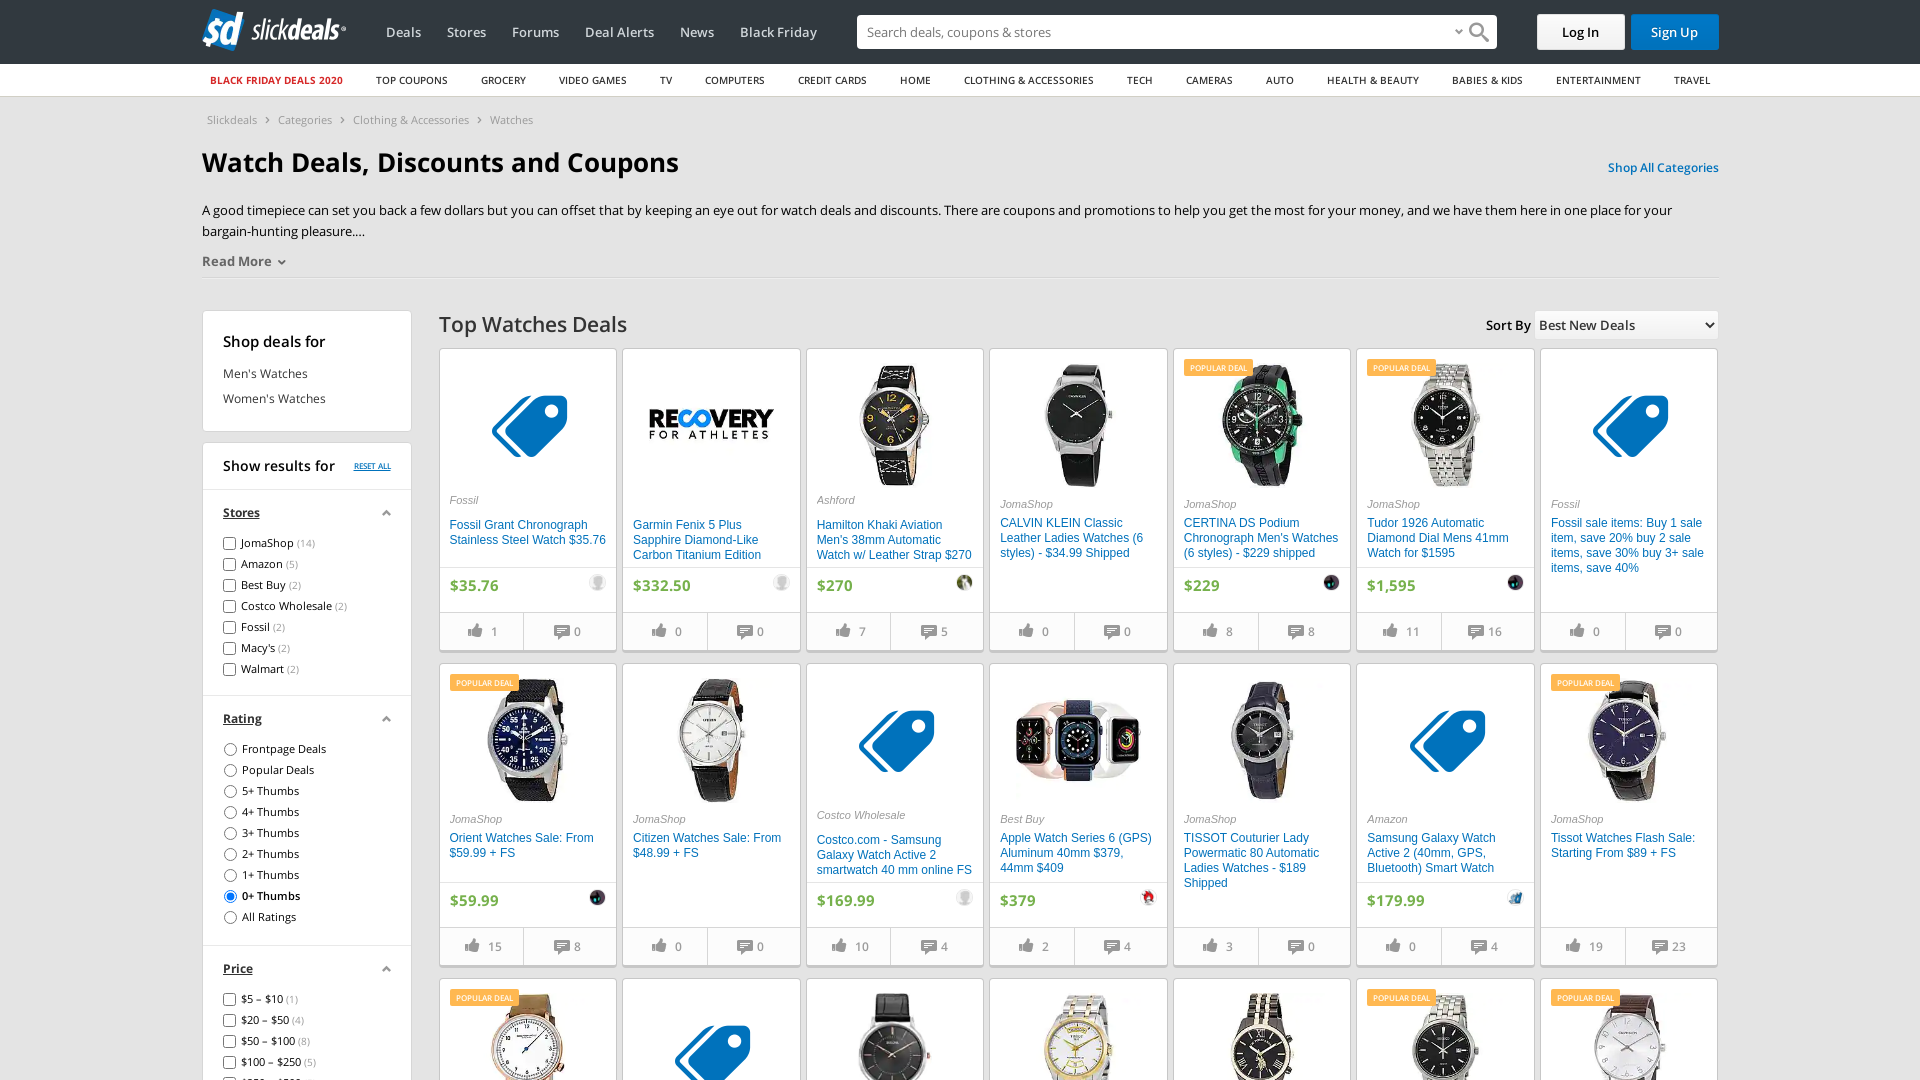 slickdeals
Deals
Stores
Forums
Deal Alerts
News
Black Friday
Search deals, coupons & stores
Log In
Sign Up
BLACK FRIDAY DEALS 2020
TOP COUPONS
GROCERY
VIDEO GAMES
TV
COMPUTERS
CREDIT CARDS
HOME
CLOTHING & ACCESSORIES
TECH
CAMERAS
AUTO
HEALTH & BEAUTY
BABIES & KIDS
ENTERTAINMENT
TRAVEL
Slickdeals > Categories > Clothing & Accessories > Watches
Watch Deals, Discounts and Coupons
Shop All Categories
A good timepiece can set you back a few dollars but you can offset that by keeping an eye out for watch deals and discounts. There are coupons and promotions to help you get the most for your money, and we have them here in one place for your
bargain-hunting pleasure....
Read More
Shop deals for
Men's Watches
Women's Watches
Show results for
RESET ALL
Stores
JomaShop (14)
Amazon (5)
Best Buy (2)
Costco Wholesale (2)
Fossil (2)
Macy's (2)
Walmart (2)
Rating
Frontpage Deals
Popular Deals
5+ Thumbs
4+ Thumbs
3+ Thumbs
2+ Thumbs
1+ Thumbs
0+ Thumbs
All Ratings
Price
$5 – $10 (1)
$20 – $50 (4)
$50 – $100 (8)
$100 – $250 (5)
Top Watches Deals
Sort By
Best New Deals
Fossil
Fossil Grant Chronograph
Stainless Steel Watch $35.76
$35.76
1
0
RECOVERY
FOR ATHLETES
Garmin Fenix 5 Plus
Sapphire Diamond-Like
Carbon Titanium Edition
$332.50
0
0
Ashford
Hamilton Khaki Aviation
Men's 38mm Automatic
Watch w/ Leather Strap $270
$270
7
5
JomaShop
CALVIN KLEIN Classic
Leather Ladies Watches (6
styles) - $34.99 Shipped
0
0
POPULAR DEAL
JomaShop
CERTINA DS Podium
Chronograph Men's Watches
(6 styles) - $229 shipped
$229
8
8
POPULAR DEAL
JomaShop
Tudor 1926 Automatic
Diamond Dial Mens 41mm
Watch for $1595
$1,595
11
16
Fossil
Fossil sale items: Buy 1 sale
item, save 20% buy 2 sale
items, save 30% buy 3+ sale
items, save 40%
0
0
POPULAR DEAL
JomaShop
Orient Watches Sale: From
$59.99 + FS
$59.99
15
8
JomaShop
Citizen Watches Sale: From
$48.99 + FS
0
0
Costco Wholesale
Costco.com - Samsung
Galaxy Watch Active 2
smartwatch 40 mm online FS
$169.99
10
4
Best Buy
Apple Watch Series 6 (GPS)
Aluminum 40mm $379,
44mm $409
$379
2
4
JomaShop
TISSOT Couturier Lady
Powermatic 80 Automatic
Ladies Watches - $189
Shipped
3
0
Amazon
Samsung Galaxy Watch
Active 2 (40mm, GPS,
Bluetooth) Smart Watch
$179.99
0
4
POPULAR DEAL
JomaShop
Tissot Watches Flash Sale:
Starting From $89 + FS
19
23
POPULAR DEAL
POPULAR DEAL
POPULAR DEAL